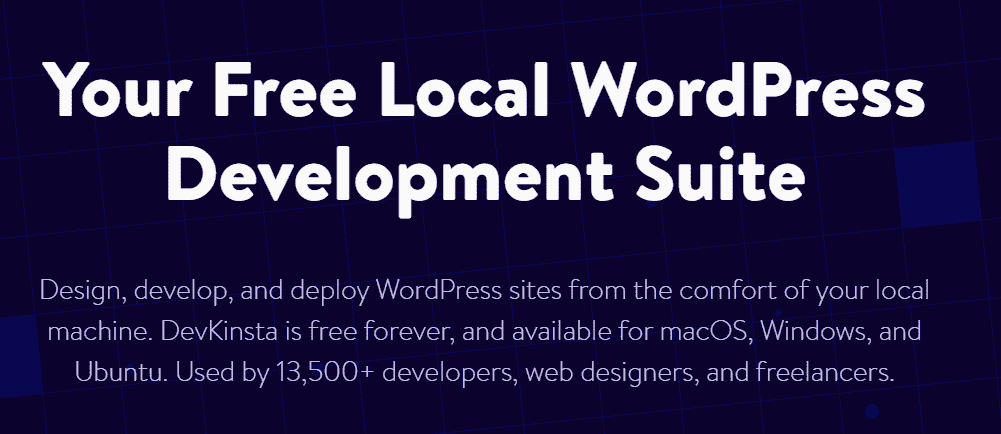 Your Free Local WordPress
Development Suite
Design, develop, and deploy WordPress sites from the comfort of your local
machine. DevKinsta is free forever, and available for macOS, Windows, and
Ubuntu. Used by 13,500+ developers, web designers, and freelancers.